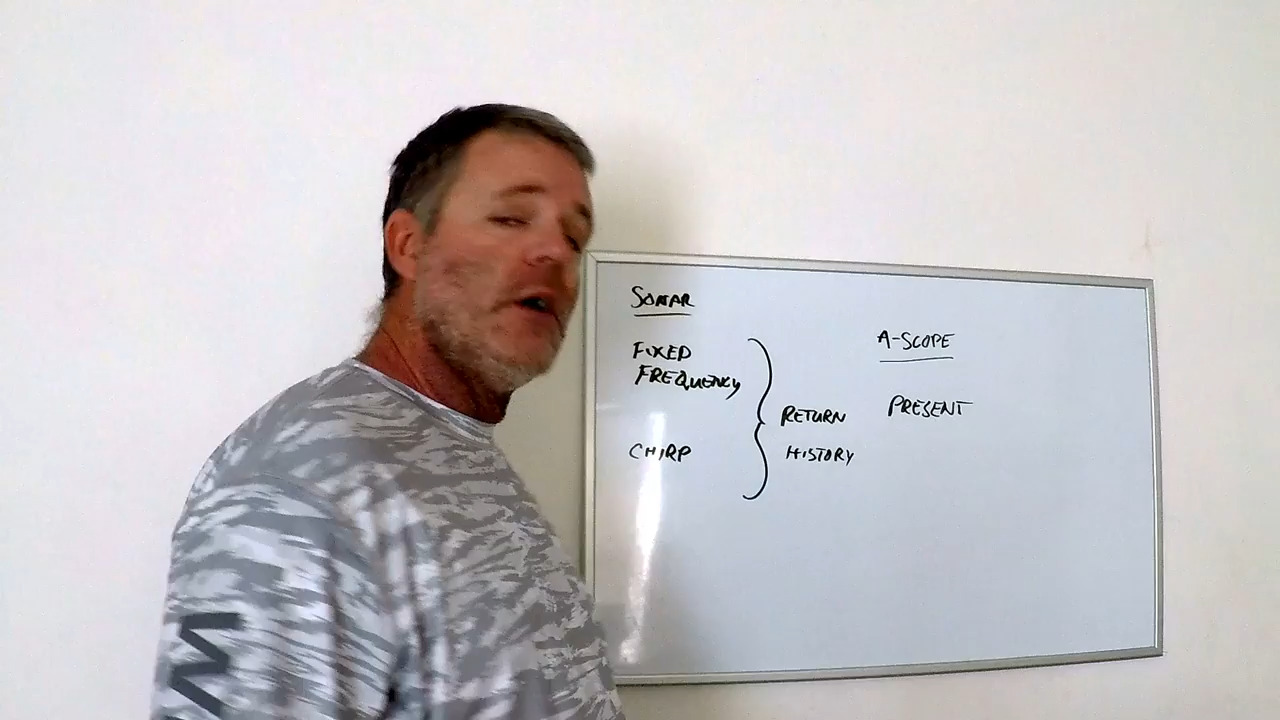 SONAR
FIXED
FREQUENCY
CHIRP
RETURN
HISTORY
A-SCOPE
PRESENT